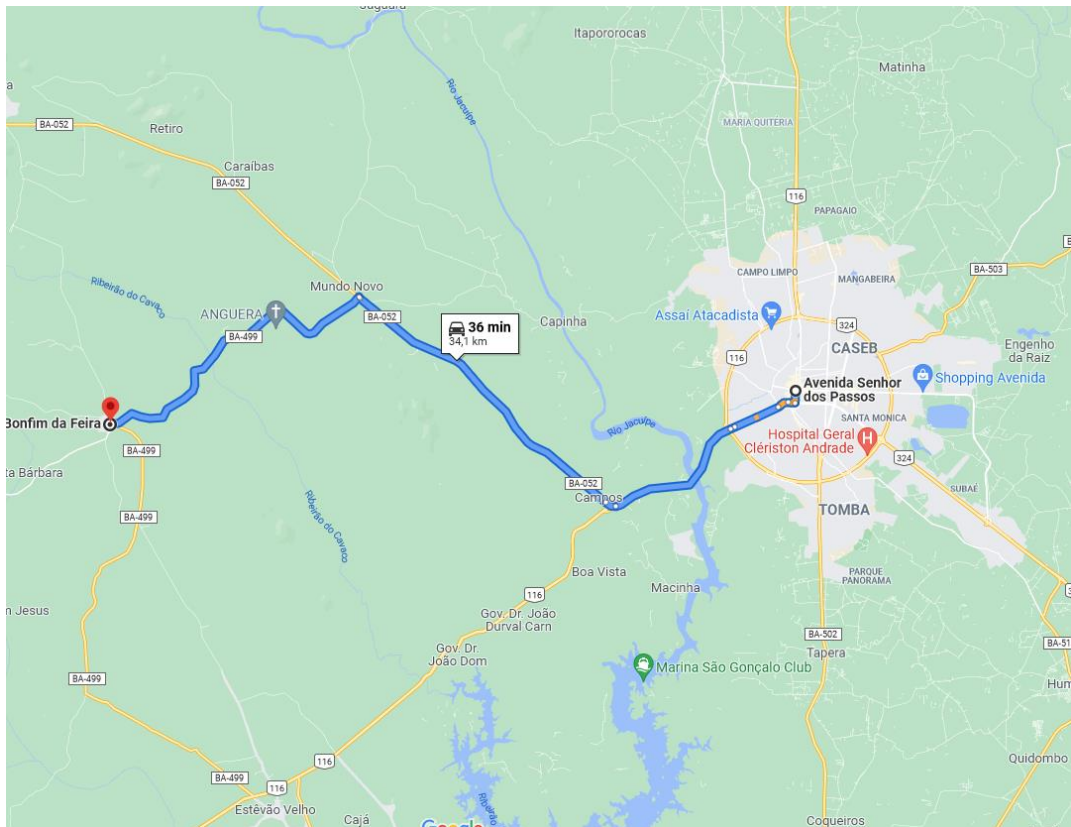 Itapororocas
Matinha
Rio Jacuípe
MARIA QUITÉRIA
BA-052
Retiro
Caraíbas
BA-052
116
PAPAGAIO
BA-503
CAMPO LIMPO
MANGABEIRA
Ribeirão do Cavaco
Mundo Novo
ANGUERA
BA-052
BA-499
36 min
34,1 km
Capinha
Assaí Atacadista
324
116
CASEB
Engenho
da Raiz
Shopping Avenida
Avenida Senhor
dos Passos
SANTA MONICA
Bonfim da Feira
Rio Jacuípe
Hospital Geral
Clériston Andrade
BA-499
324
ta Bárbara
BA-052
Campos
SUBAÉ
TOMBA
BA-499
Ribeirão do Cavaco
Boa Vista
Macinha
PARQUE
PANORAMA
116
m Jesus
Gov. Dr. João
Durval Carn
BA-502
Tapera
Gov. Dr.
João Dom
Marina São Gonçalo Club
BA-499
BA-51
Hum
Quidombo
116
BA-499
116
Estêvão Velho
Cajá
Google
Coqueiros